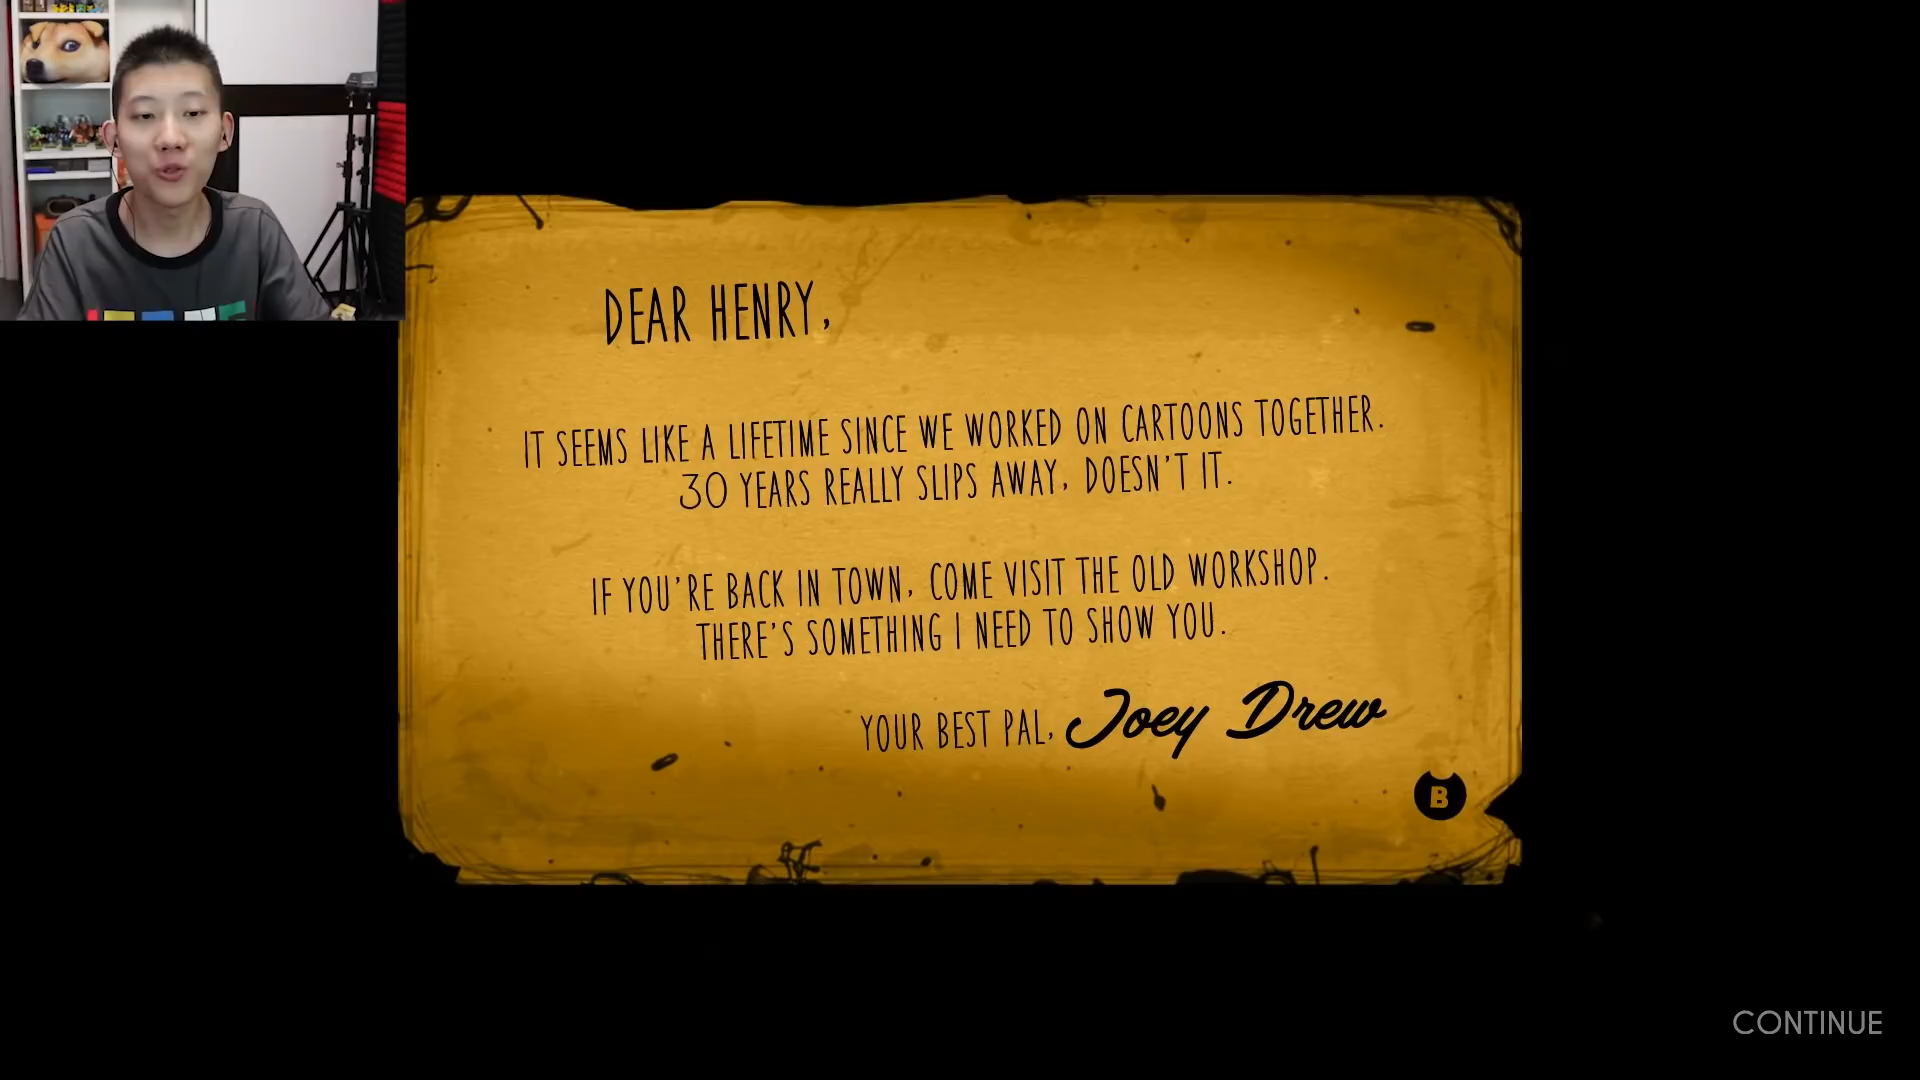 DEAR HENRY,
IT SEEMS LIKE A LIFETIME SINCE WE WORKED ON CARTOONS TOGETHER.
30 YEARS REALLY SLIPS AWAY, DOESN'T IT.
IF YOU'RE BACK IN TOWN, COME VISIT THE OLD WORKSHOP.
THERE'S SOMETHING I NEED TO SHOW YOU.
YOUR BEST PAL, Joey Drew
B
CONTINUE